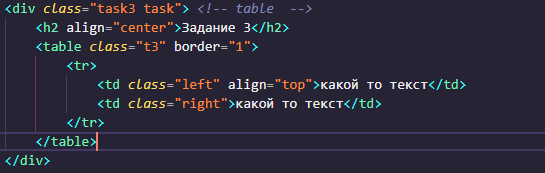 <div class="task3 task"> <!-- table  -->
<h2 align="center">Задание 3</h2>
<table class="t3" border="1">
<tr>
<td class="left" align="top">какой то текст</td>
<td class="right">какой то текст</td>
</tr>
</table>
</div>